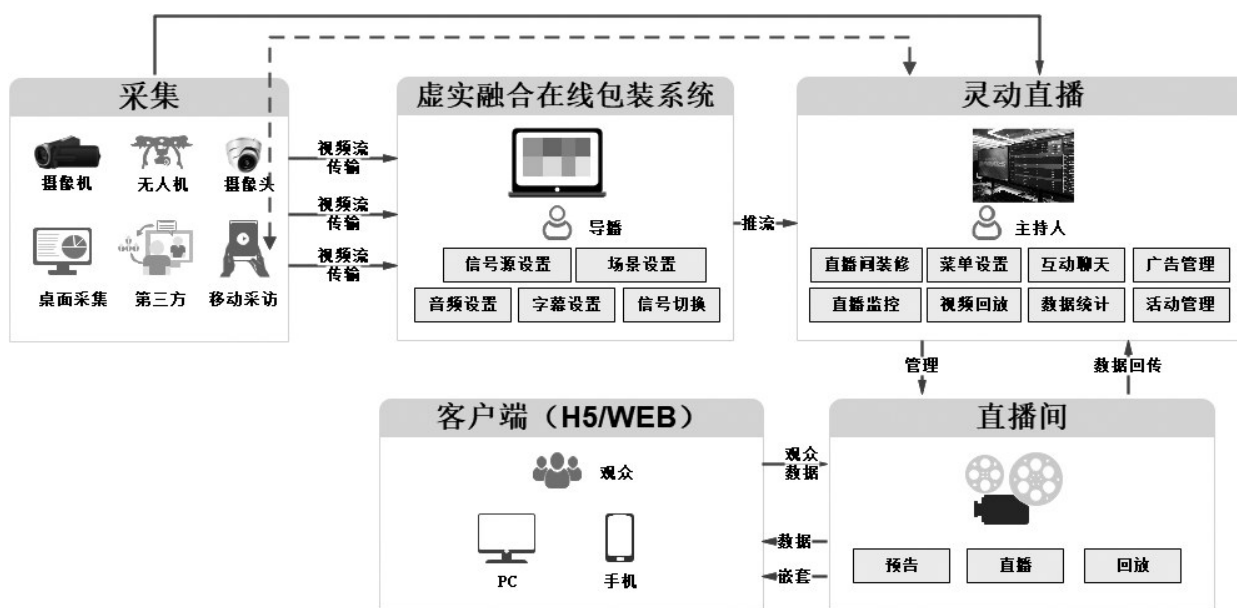 采集
摄像机
无人机
摄像头
桌面采集
第三方
移动采访
视频流
传输
视频流
传输
视频流
传输
虚实融合在线包装系统
导播
信号源设置
场景设置
音频设置
字幕设置
信号切换
推流
灵动直播
主持人
直播间装修
菜单设置
互动聊天
广告管理
直播监控
视频回放
数据统计
活动管理
管理
数据回传
客户端（H5/WEB）
观众
PC
手机
观众
数据
数据
嵌套
直播间
预告
直播
回放